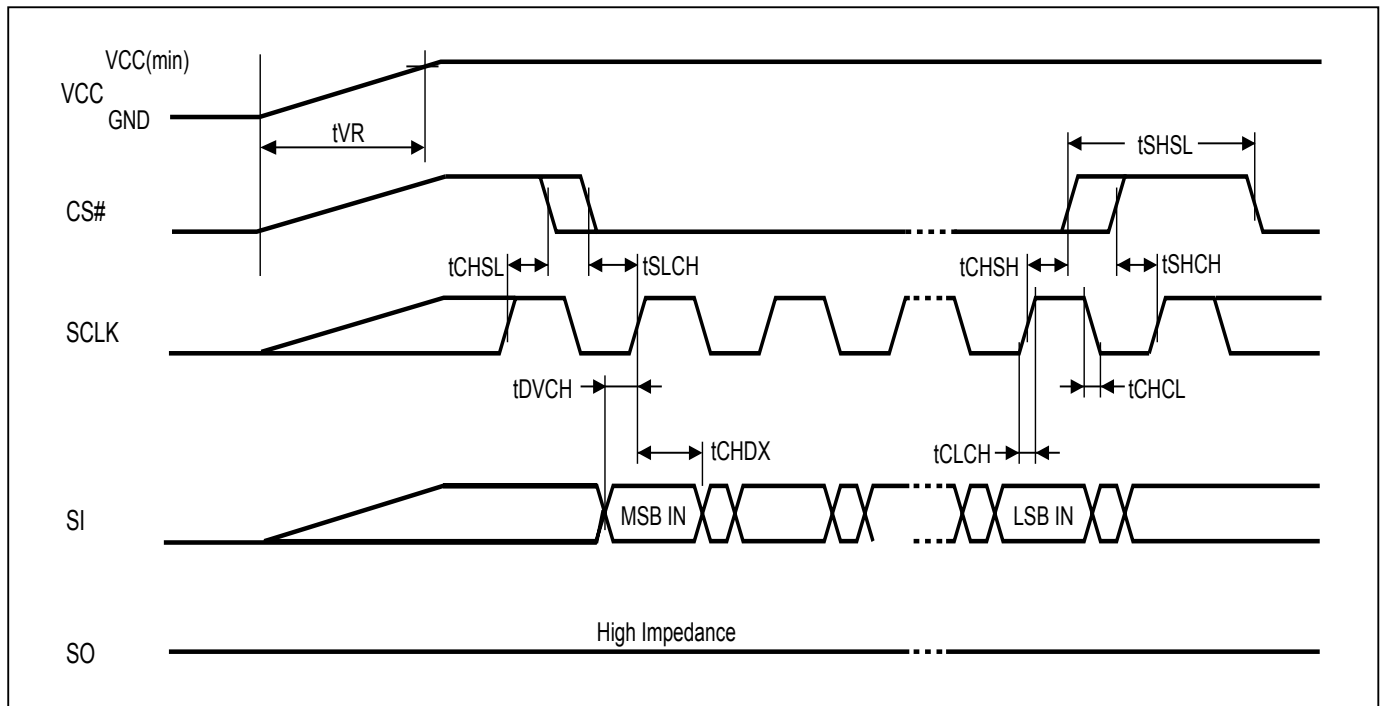 VCC(min)
VCC
GND
tVR
tSHSL
CS#
tCHSL
tSLCH
tCHSH
tSHCH
SCLK
tDVCH
tCHCL
tCHDX
tCLCH
SI
MSB IN
LSB IN
High Impedance
SO